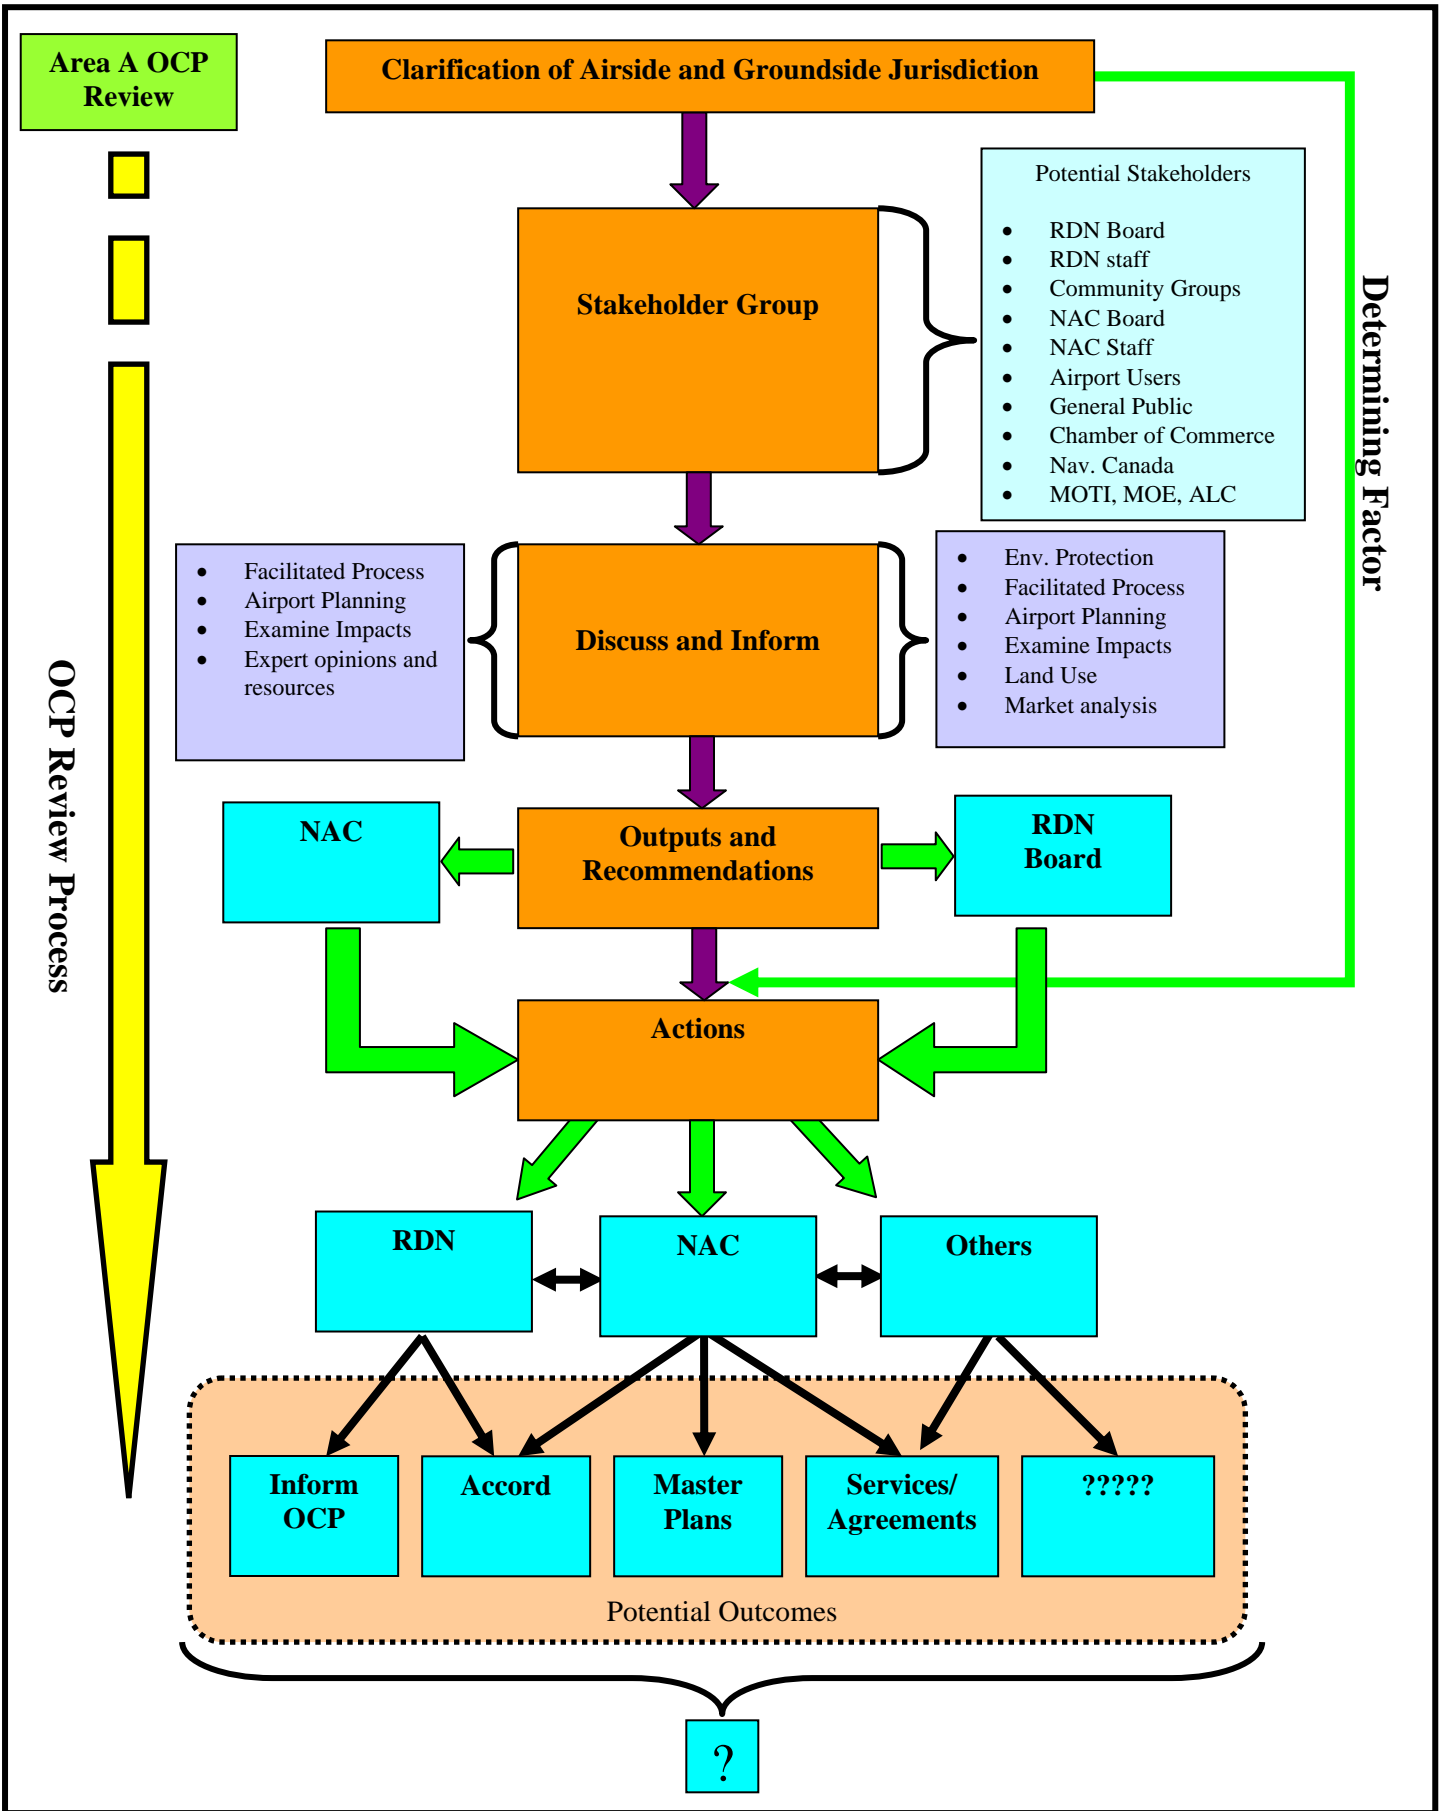 Area A OCP
Review
Clarification of Airside and Groundside Jurisdiction
Potential Stakeholders
• RDN Board
• RDN staff
• Community Groups
• NAC Board
• NAC Staff
• Airport Users
• General Public
• Chamber of Commerce
• Nav. Canada
• MOTI, MOE, ALC
Stakeholder Group
Determining Factor
• Facilitated Process
• Airport Planning
• Examine Impacts
• Expert opinions and
resources
Discuss and Inform
• Env. Protection
• Facilitated Process
• Airport Planning
• Examine Impacts
• Land Use
• Market analysis
OCP Review Process
NAC
Outputs and
Recommendations
RDN
Board
Actions
RDN
NAC
Others
Inform
OCP
Accord
Master
Plans
Services/
Agreements
?????
Potential Outcomes
?